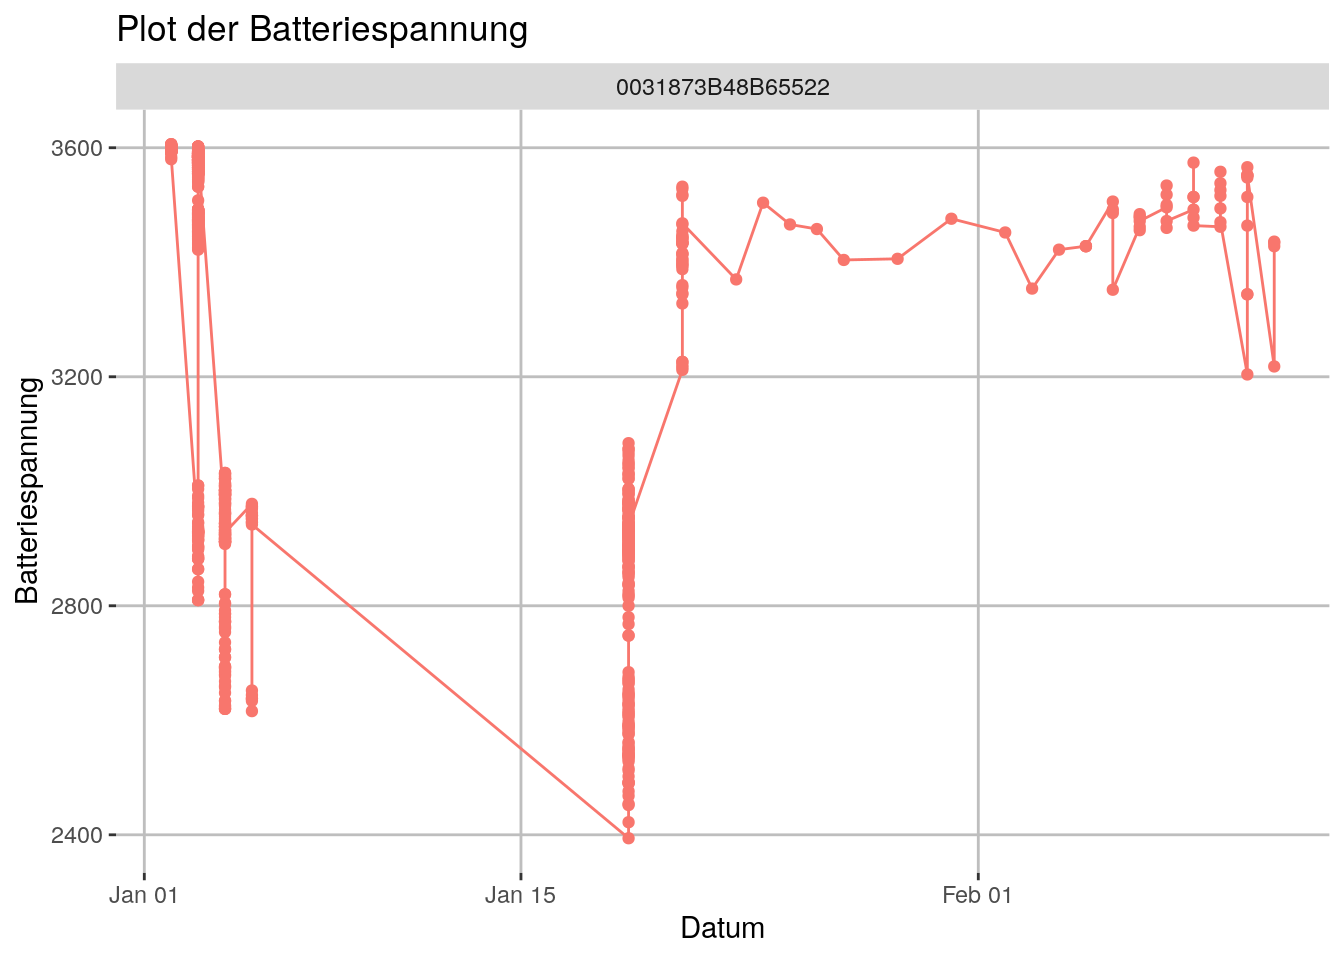 Plot der Batteriespannung
0031873B48B65522
3600
3200
2800
2400
Batteriespannung
Jan 01
Jan 15
Feb 01
Datum